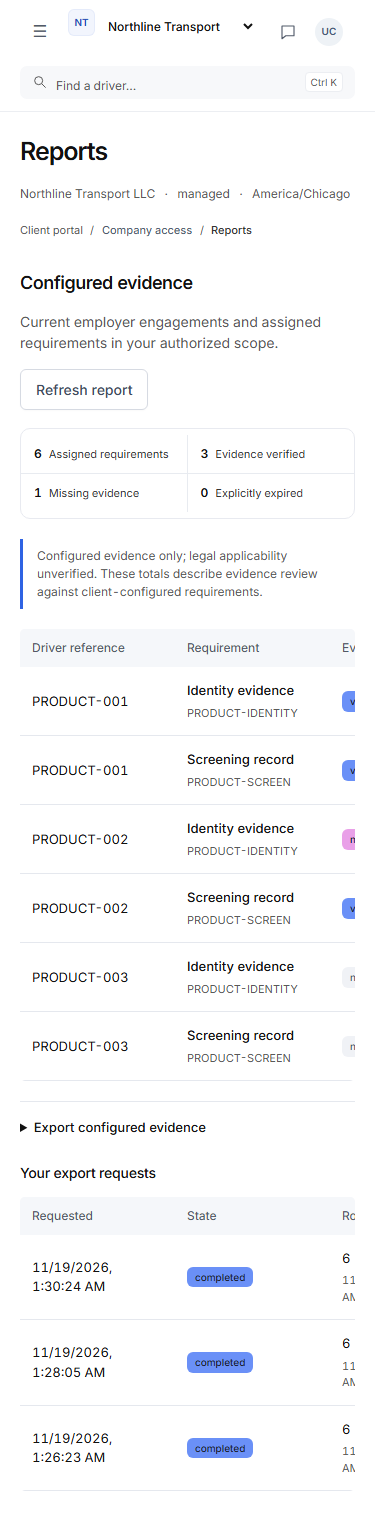 NT Northline Transport UC
Find a driver... Ctrl K
Reports
Northline Transport LLC · managed · America/Chicago
Client portal / Company access / Reports
Configured evidence
Current employer engagements and assigned
requirements in your authorized scope.
Refresh report
6 Assigned requirements 3 Evidence verified
1 Missing evidence 0 Explicitly expired
Configured evidence only; legal applicability
unverified. These totals describe evidence review
against client-configured requirements.
Driver reference Requirement
PRODUCT-001 Identity evidence
PRODUCT-IDENTITY
PRODUCT-001 Screening record
PRODUCT-SCREEN
PRODUCT-002 Identity evidence
PRODUCT-IDENTITY
PRODUCT-002 Screening record
PRODUCT-SCREEN
PRODUCT-003 Identity evidence
PRODUCT-IDENTITY
PRODUCT-003 Screening record
PRODUCT-SCREEN
Export configured evidence
Your export requests
Requested State
11/19/2026, completed 6
1:30:24 AM
11/19/2026, completed 6
1:28:05 AM
11/19/2026, completed 6
1:26:23 AM